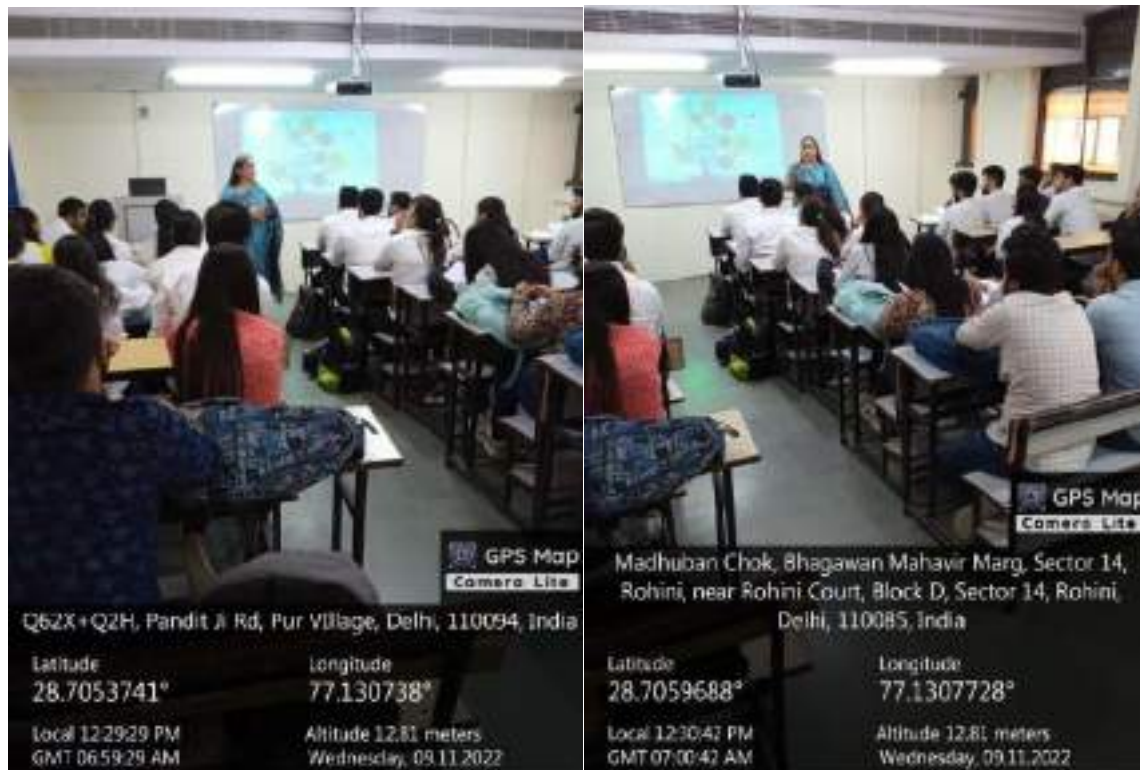 GPS Map
Camera Lite
Q62X+Q2H, Pandit Ji Rd, Pur Village, Delhi, 110094, India
Latitude
28.7053741°
Longitude
77.130738°
Local 12:29:29 PM
GMT 06:59:29 AM
Altitude 12.81 meters
Wednesday, 09.11.2022
GPS Map
Camera Lite
Madhuban Chok, Bhagawan Mahavir Marg, Sector 14,
Rohini, near Rohini Court, Block D, Sector 14, Rohini,
Delhi, 110085, India
Latitude
28.7059688°
Longitude
77.1307728°
Local 12:30:42 PM
GMT 07:00:42 AM
Altitude 12.81 meters
Wednesday, 09.11.2022